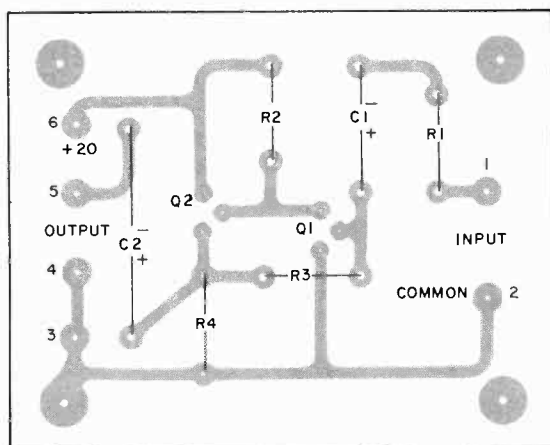 6
+20
R2
C1
-
+
R1
5
Q2
1
OUTPUT
C2
-
+
Q1
INPUT
4
R3
COMMON
2
3
R4